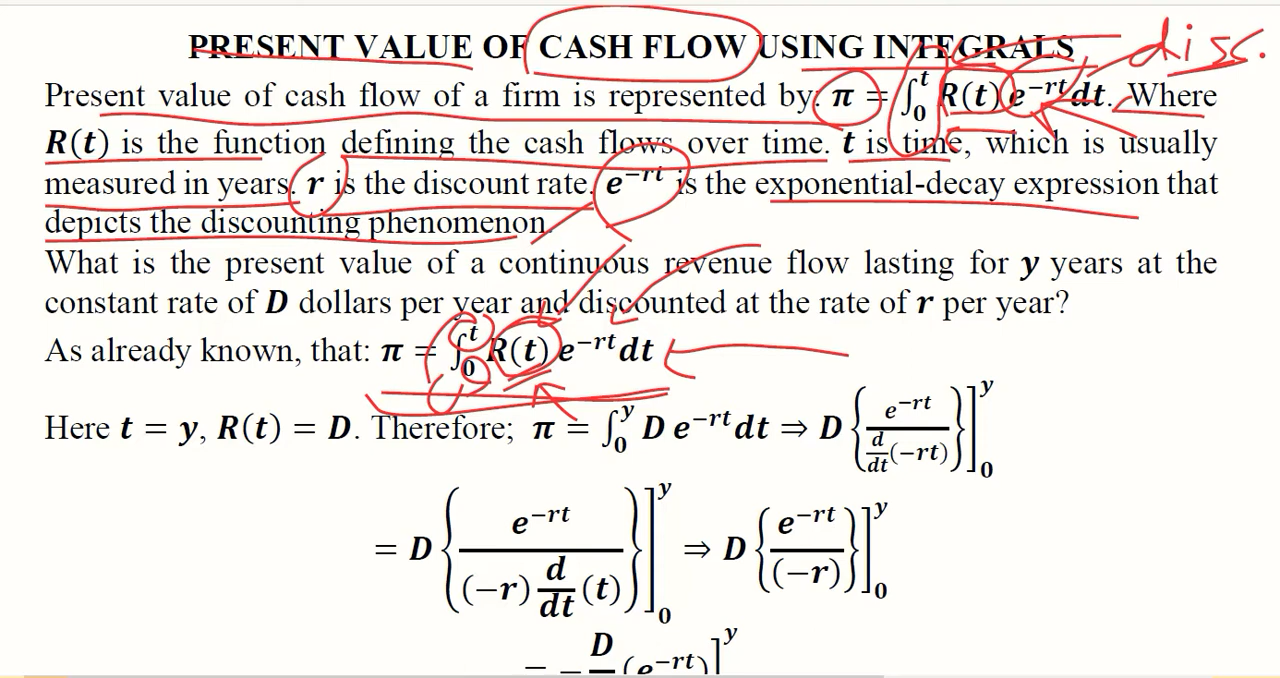 PRESENT VALUE OF CASH FLOW USING INTEGRALS
disc.
Present value of cash flow of a firm is represented by: π = ∫₀ᵗ R(t) e^{−rt} dt. Where
R(t) is the function defining the cash flows over time. t is time, which is usually
measured in years. r is the discount rate. e^{−rt} is the exponential-decay expression that
depicts the discounting phenomenon.
What is the present value of a continuous revenue flow lasting for y years at the
constant rate of D dollars per year and discounted at the rate of r per year?
As already known, that: π = ∫₀ᵗ R(t) e^{−rt} dt
Here t = y, R(t) = D. Therefore; π = ∫₀^y D e^{−rt} dt ⇒ D { e^{−rt} / (d/dt (−rt)) } ]₀^y
= D { e^{−rt} / ((−r) d/dt (t)) } ]₀^y ⇒ D { e^{−rt} / (−r) } ]₀^y
= − D (e^{−rt}) ]^y